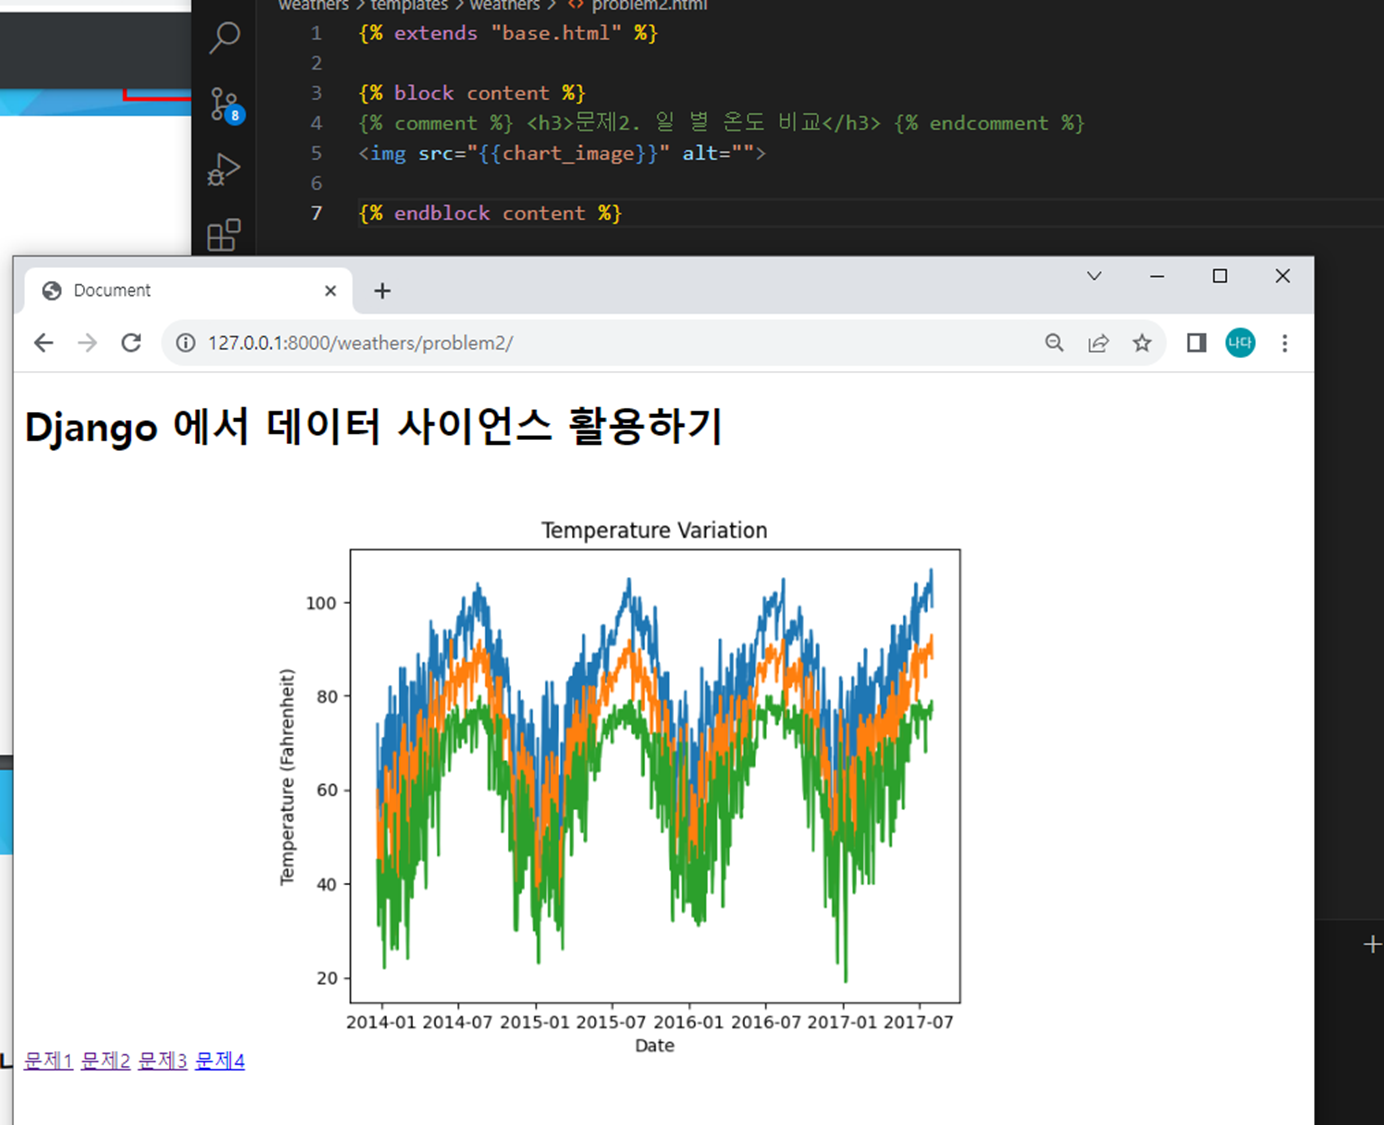 weathers > templates > weathers > <> problem2.html
1 {% extends "base.html" %}
2
3 {% block content %}
4 {% comment %} <h3>문제2. 일 별 온도 비교</h3> {% endcomment %}
5 <img src="{{chart_image}}" alt="">
6
7 {% endblock content %}
8
Document
127.0.0.1:8000/weathers/problem2/
나다
Django 에서 데이터 사이언스 활용하기
Temperature Variation
100
80
60
40
20
Temperature (Fahrenheit)
2014-01 2014-07 2015-01 2015-07 2016-01 2016-07 2017-01 2017-07
Date
문제1 문제2 문제3 문제4